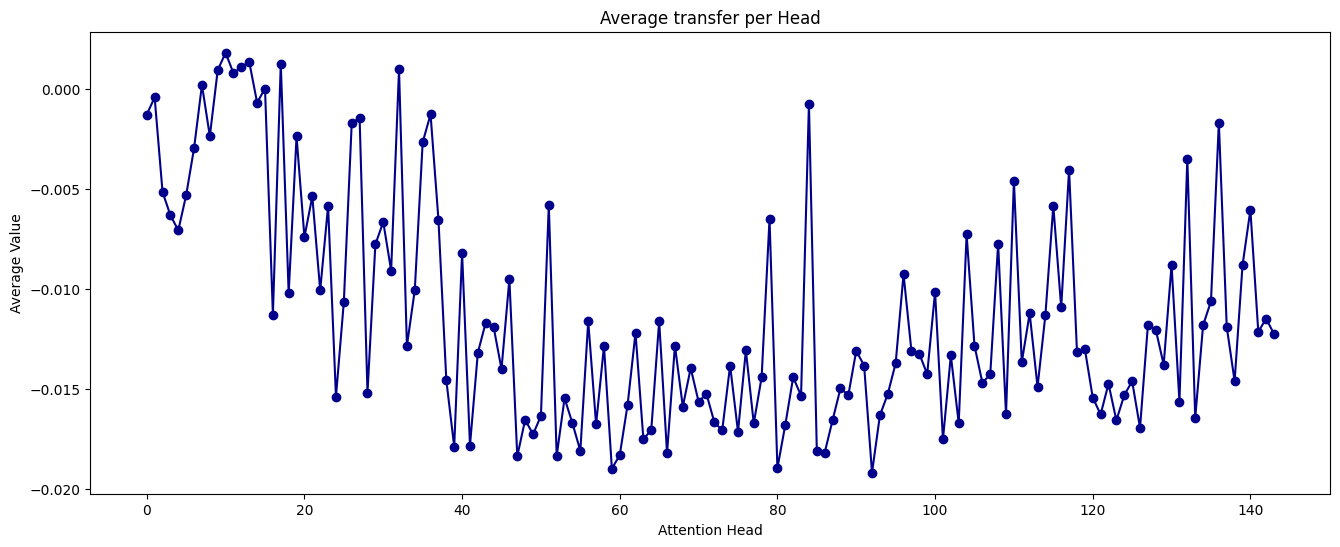 Average transfer per Head
Average Value
0.000
−0.005
−0.010
−0.015
−0.020
0 20 40 60 80 100 120 140
Attention Head